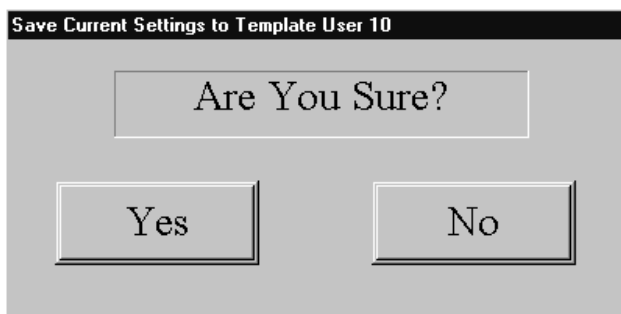 Save Current Settings to Template User 10
Are You Sure?
Yes
No